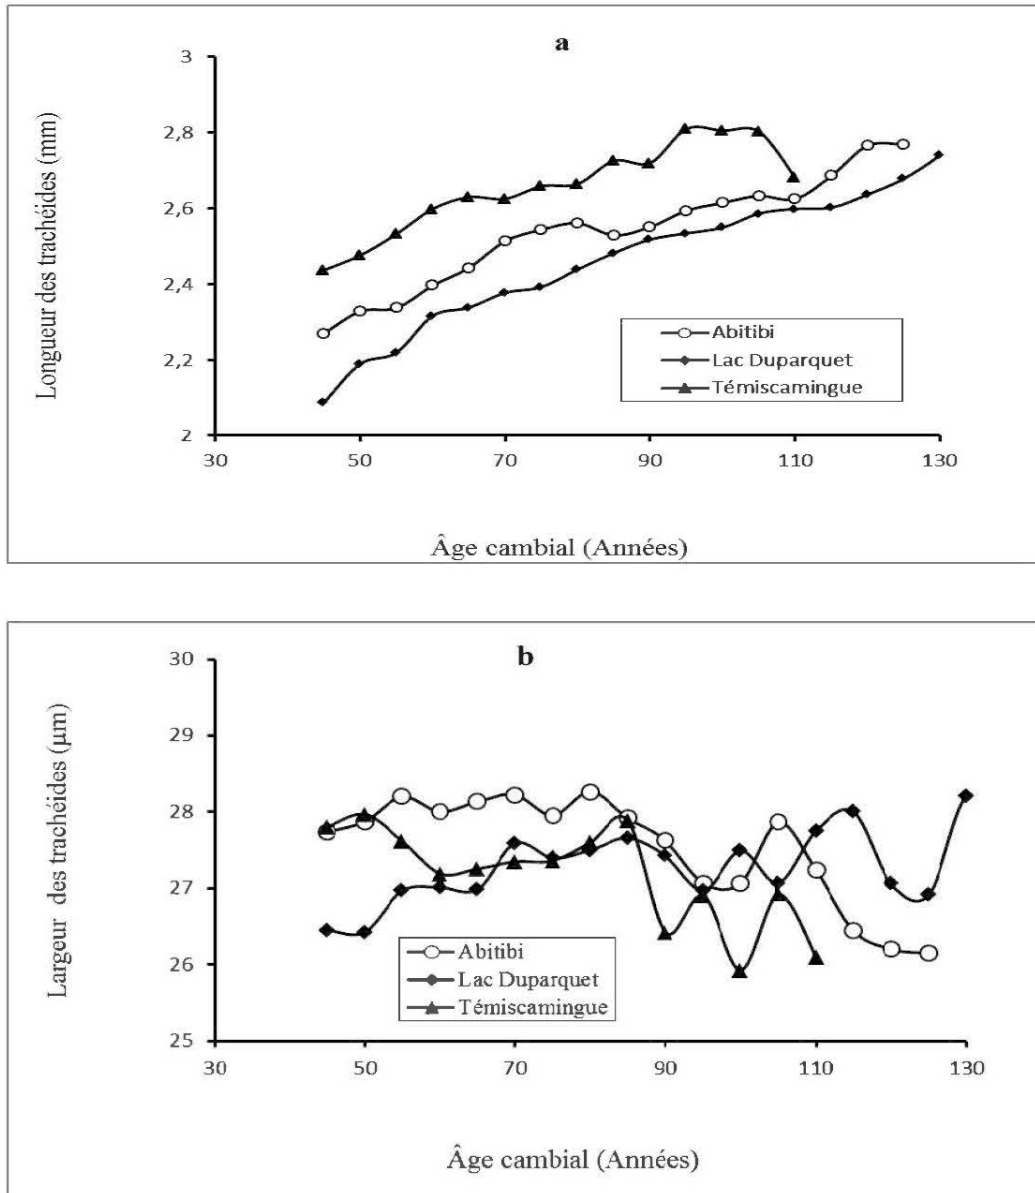 a
3
2,8
2,6
2,4
2,2
2
Longueur des trachéides (mm)
Abitibi
Lac Duparquet
Témiscamingue
30 50 70 90 110 130
Âge cambial (Années)
b
30
29
28
27
26
25
Largeur des trachéides (µm)
Abitibi
Lac Duparquet
Témiscamingue
30 50 70 90 110 130
Âge cambial (Années)